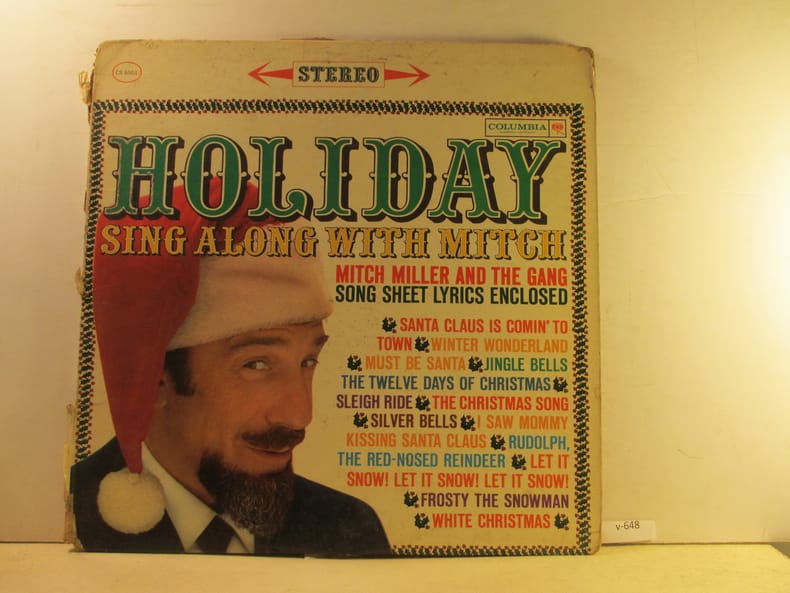 CS 8501
STEREO
COLUMBIA
HOLIDAY
SING ALONG WITH MITCH
MITCH MILLER AND THE GANG
SONG SHEET LYRICS ENCLOSED
SANTA CLAUS IS COMIN' TO
TOWN WINTER WONDERLAND
MUST BE SANTA JINGLE BELLS
THE TWELVE DAYS OF CHRISTMAS
SLEIGH RIDE THE CHRISTMAS SONG
SILVER BELLS I SAW MOMMY
KISSING SANTA CLAUS RUDOLPH,
THE RED-NOSED REINDEER LET IT
SNOW! LET IT SNOW! LET IT SNOW!
FROSTY THE SNOWMAN
WHITE CHRISTMAS
v-648